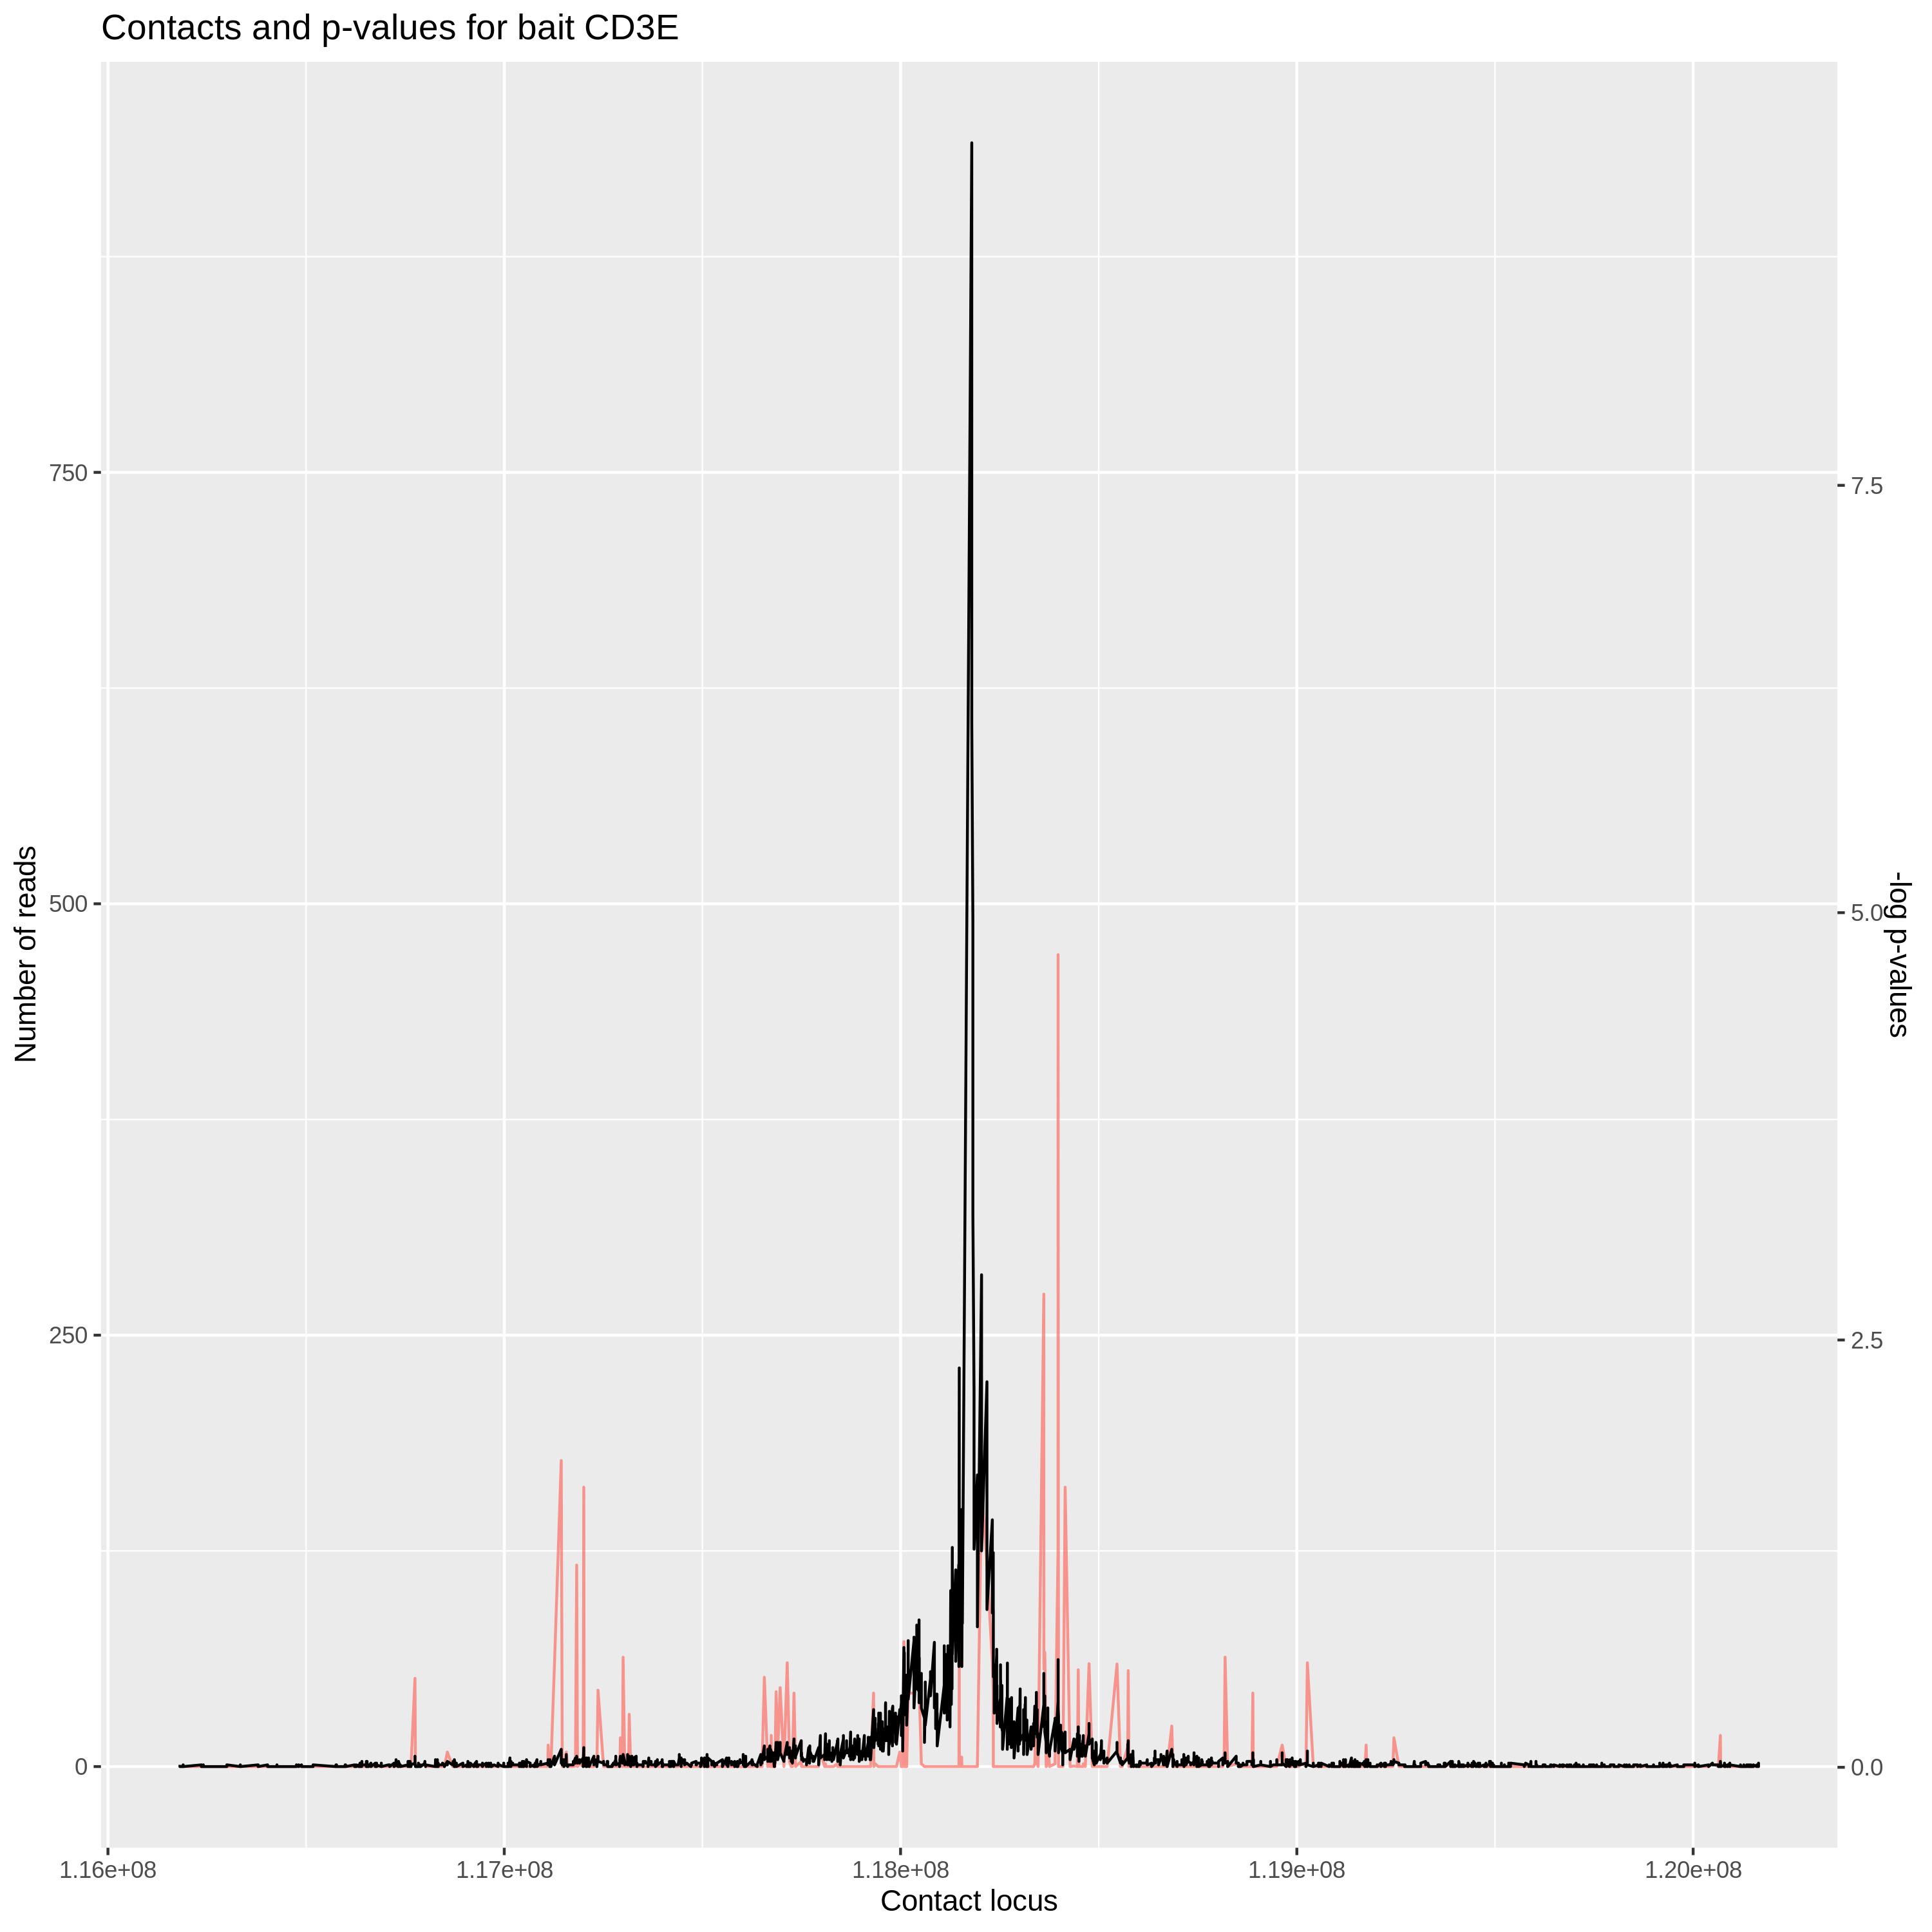 Contacts and p-values for bait CD3E
750
500
250
0
Number of reads
7.5
5.0
2.5
0.0
-log p-values
1.16e+08
1.17e+08
1.18e+08
1.19e+08
1.20e+08
Contact locus